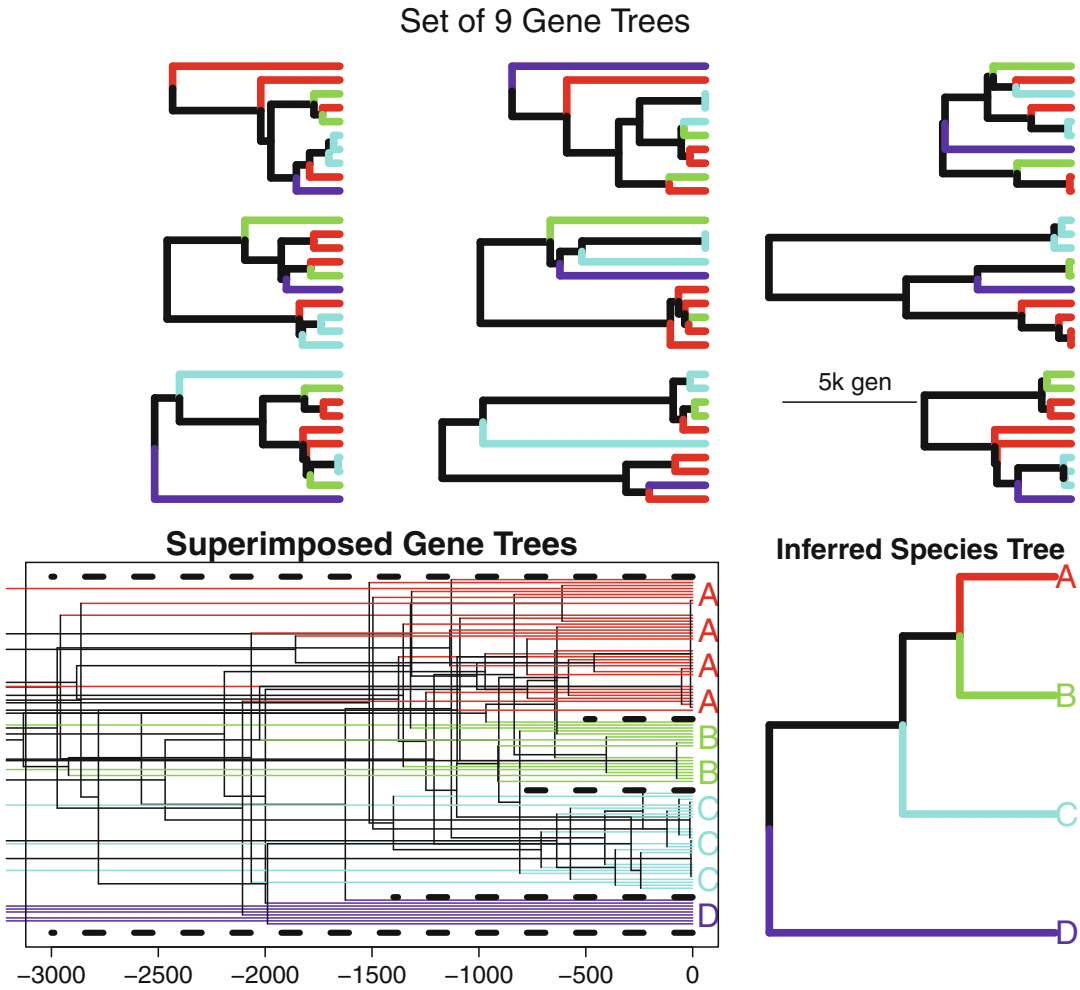 Set of 9 Gene Trees
5k gen
Superimposed Gene Trees
Inferred Species Tree
A
A
A
A
B
B
C
C
C
D
−3000 −2500 −2000 −1500 −1000 −500 0
A
B
C
D